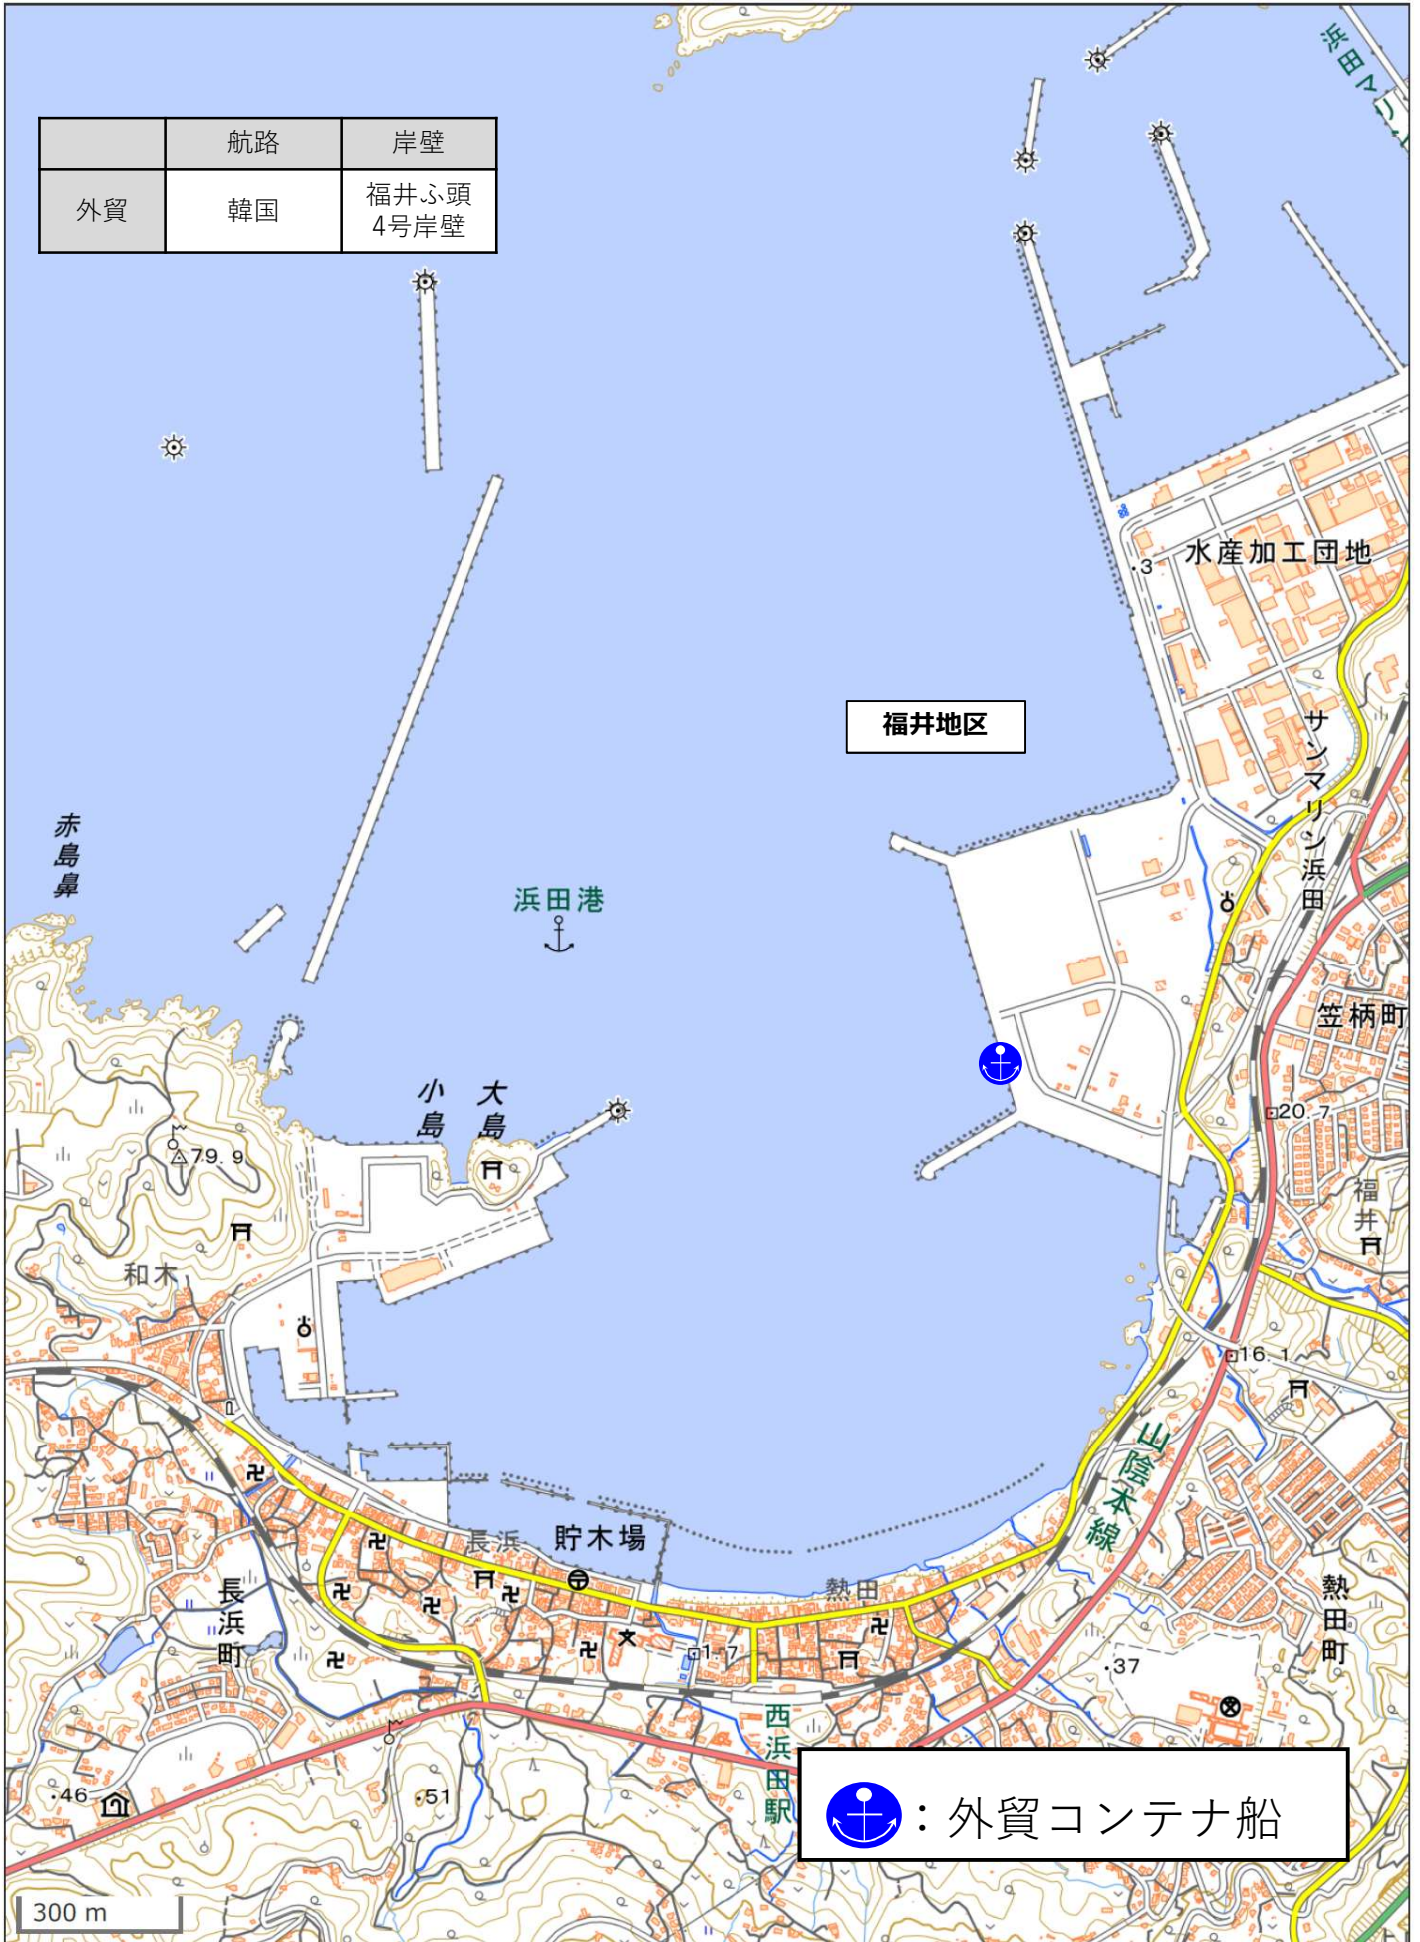 航路
岸壁
外貿
韓国
福井ふ頭
4号岸壁
浜田マリ
水産加工団地
3
福井地区
サンマリン浜田
赤島鼻
浜田港
笠柄町
小島
大島
20.7
79.9
福井
和木
16.1
山陰本線
長浜
貯木場
熱田
熱田町
長浜町
1.7
37
西浜田駅
46
51
:外貿コンテナ船
300 m